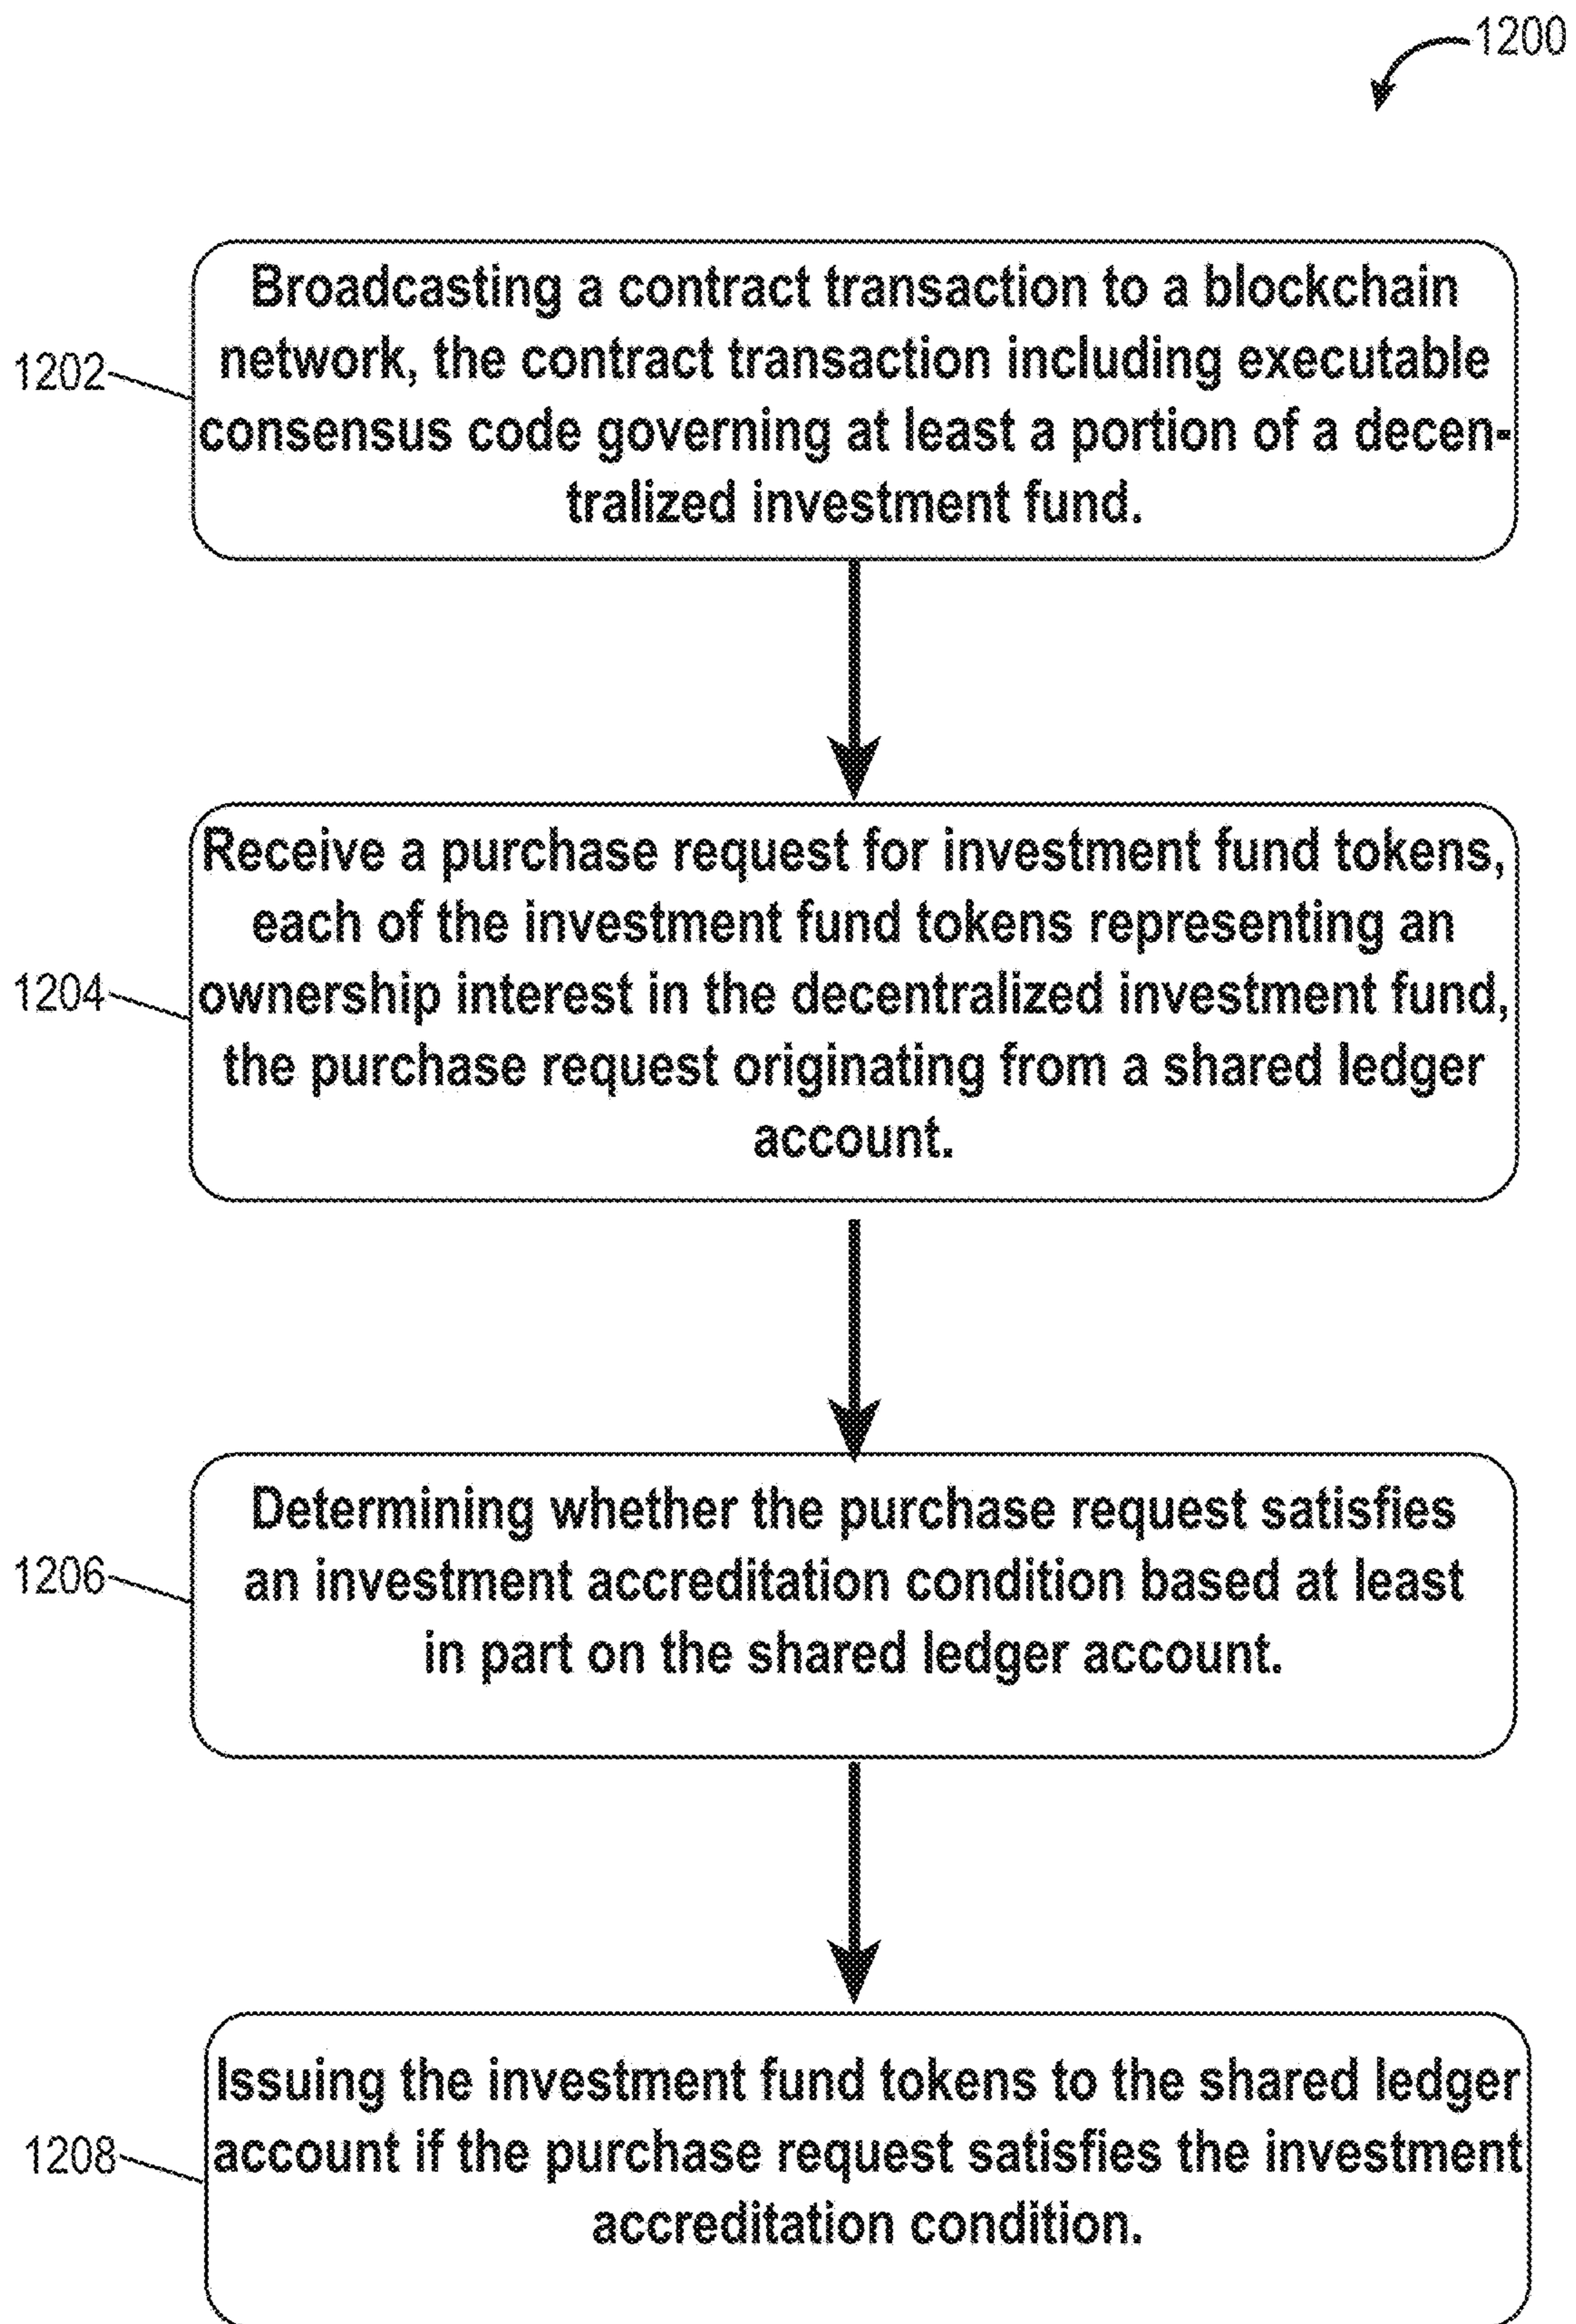 1200
Broadcasting a contract transaction to a blockchain
network, the contract transaction including executable
1202
consensus code governing at least a portion of a decen-
tralized investment fund.
Receive a purchase request for investment fund tokens,
each of the investment fund tokens representing an
1204
ownership interest in the decentralized investment fund,
the purchase request originating from a shared ledger
account.
Determining whether the purchase request satisfies
1206
an investment accreditation condition based at least
in part on the shared ledger account.
Issuing the investment fund tokens to the shared ledger
1208
account if the purchase request satisfies the investment
accreditation condition.